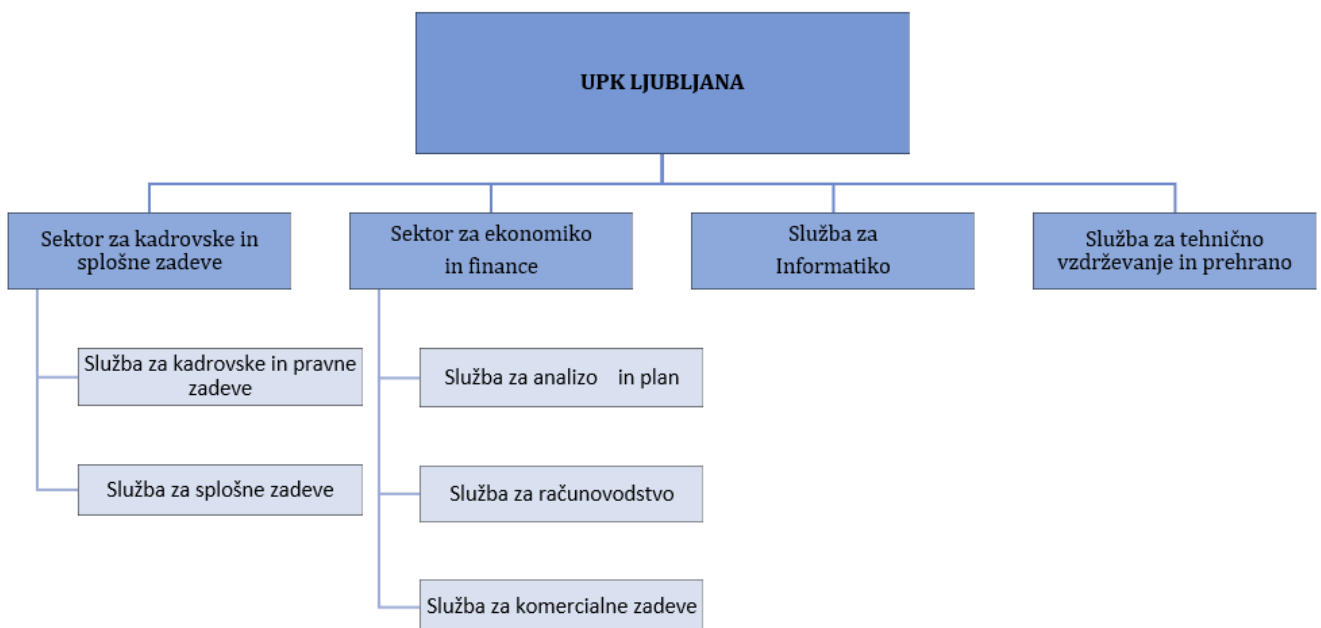 UPK LJUBLJANA
Sektor za kadrovske in
splošne zadeve
Sektor za ekonomiko
in finance
Služba za
Informatiko
Služba za tehnično
vzdrževanje in prehrano
Služba za kadrovske in pravne
zadeve
Služba za splošne zadeve
Služba za analizo in plan
Služba za računovodstvo
Služba za komercialne zadeve